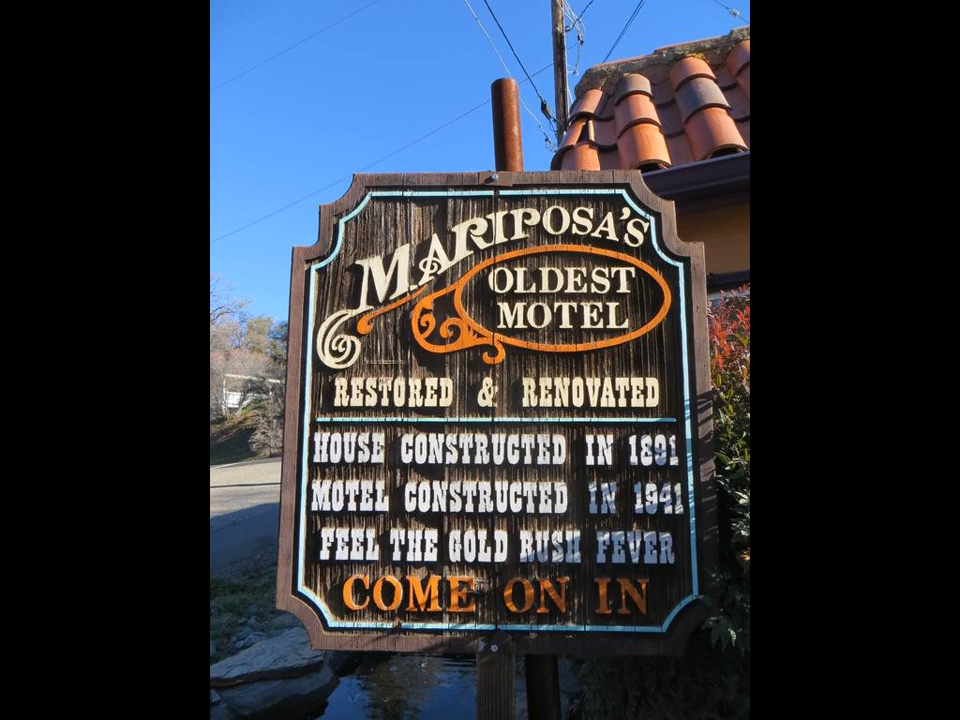 MARIPOSA'S
OLDEST
MOTEL
RESTORED & RENOVATED
HOUSE CONSTRUCTED IN 1891
MOTEL CONSTRUCTED IN 1941
FEEL THE GOLD RUSH FEVER
COME ON IN